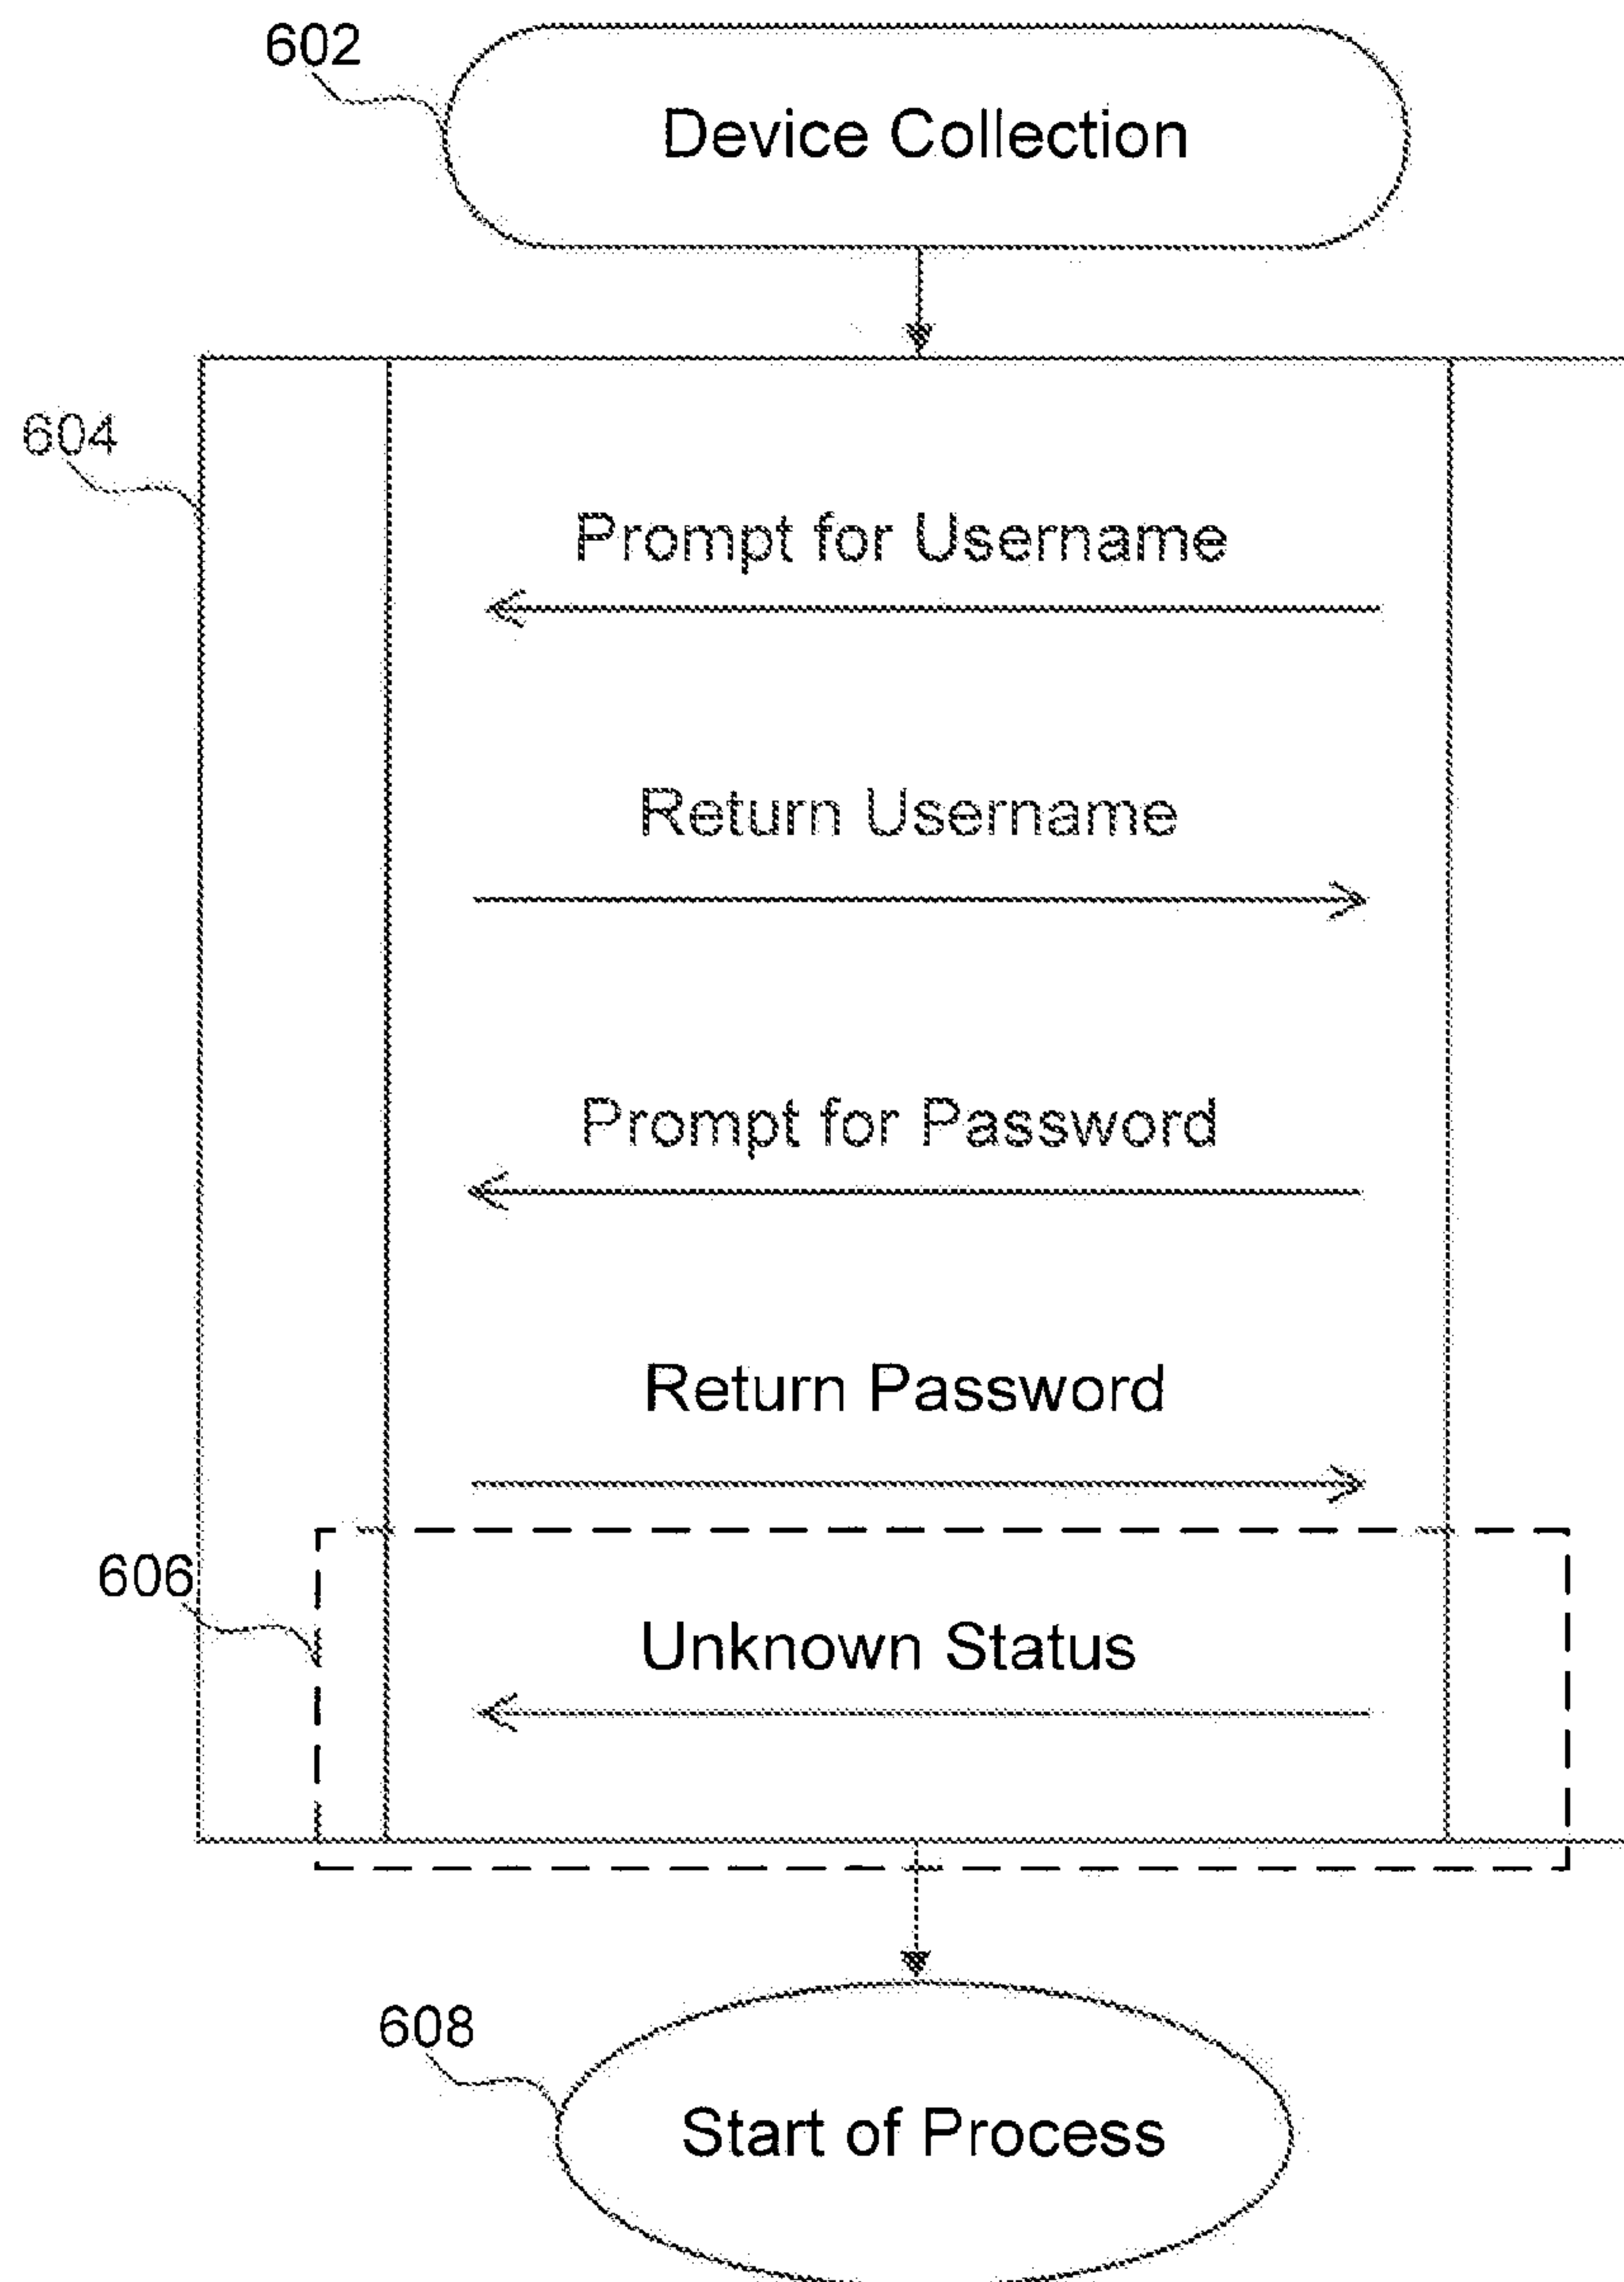 602
Device Collection
604
Prompt for Username
Return Username
Prompt for Password
Return Password
606
Unknown Status
608
Start of Process